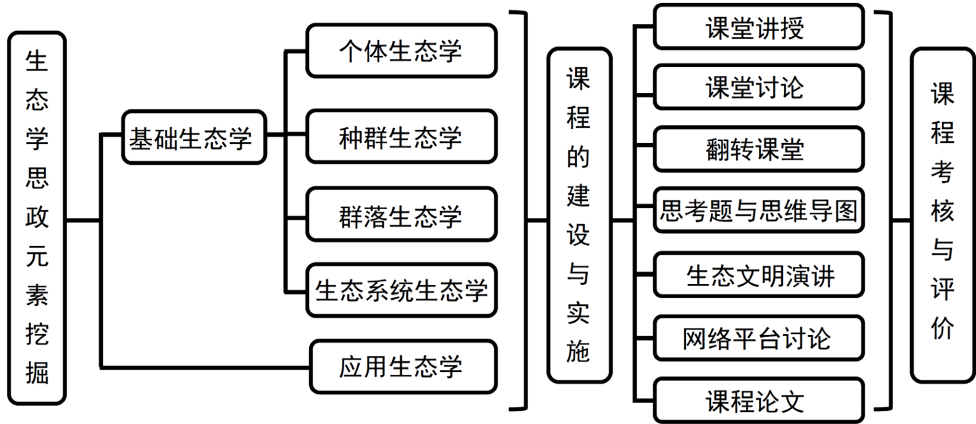 生态学思政元素挖掘
基础生态学
个体生态学
种群生态学
群落生态学
生态系统生态学
应用生态学
课程的建设与实施
课堂讲授
课堂讨论
翻转课堂
思考题与思维导图
生态文明演讲
网络平台讨论
课程论文
课程考核与评价